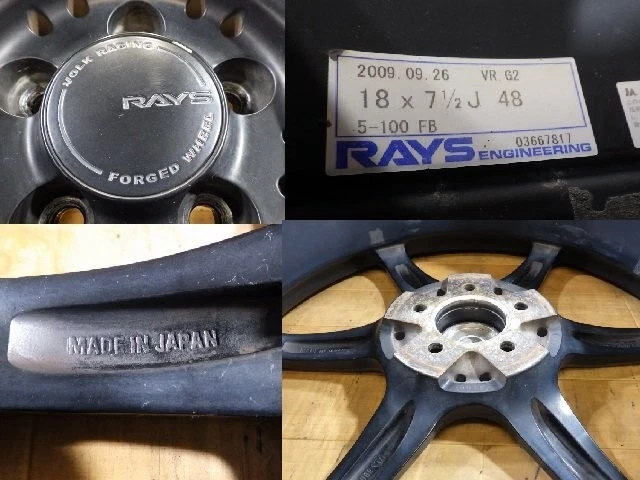 VOLK RACING
RAYS
FORGED WHEEL
2009.09.26 VR G2
18 x 7½J 48
5-100 FB
03667817
RAYS ENGINEERING
JA
MADE IN JAPAN